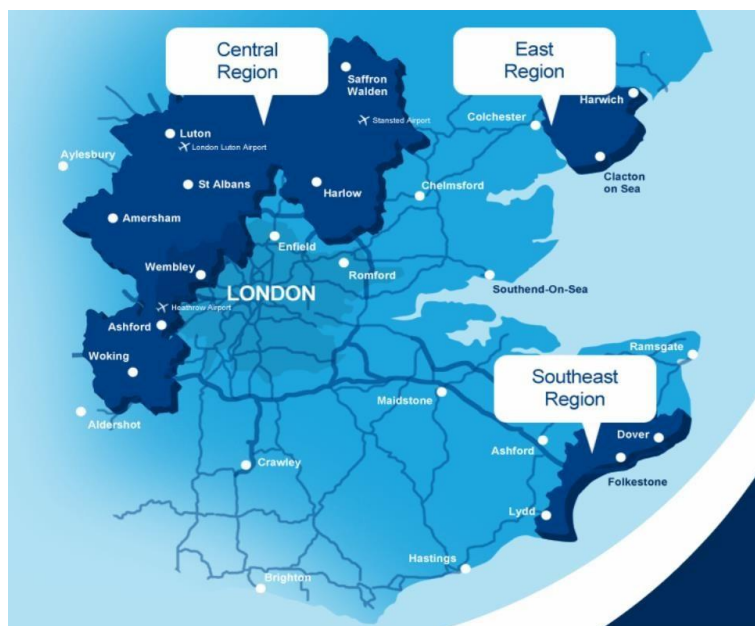 Central
Region
East
Region
Saffron
Walden
Harwich
Stansted Airport
Colchester
Luton
London Luton Airport
Aylesbury
Clacton
on Sea
St Albans
Harlow
Chelmsford
Amersham
Enfield
Wembley
Romford
Southend-On-Sea
LONDON
Heathrow Airport
Ashford
Ramsgate
Woking
Southeast
Region
Maidstone
Aldershot
Dover
Ashford
Crawley
Folkestone
Lydd
Hastings
Brighton